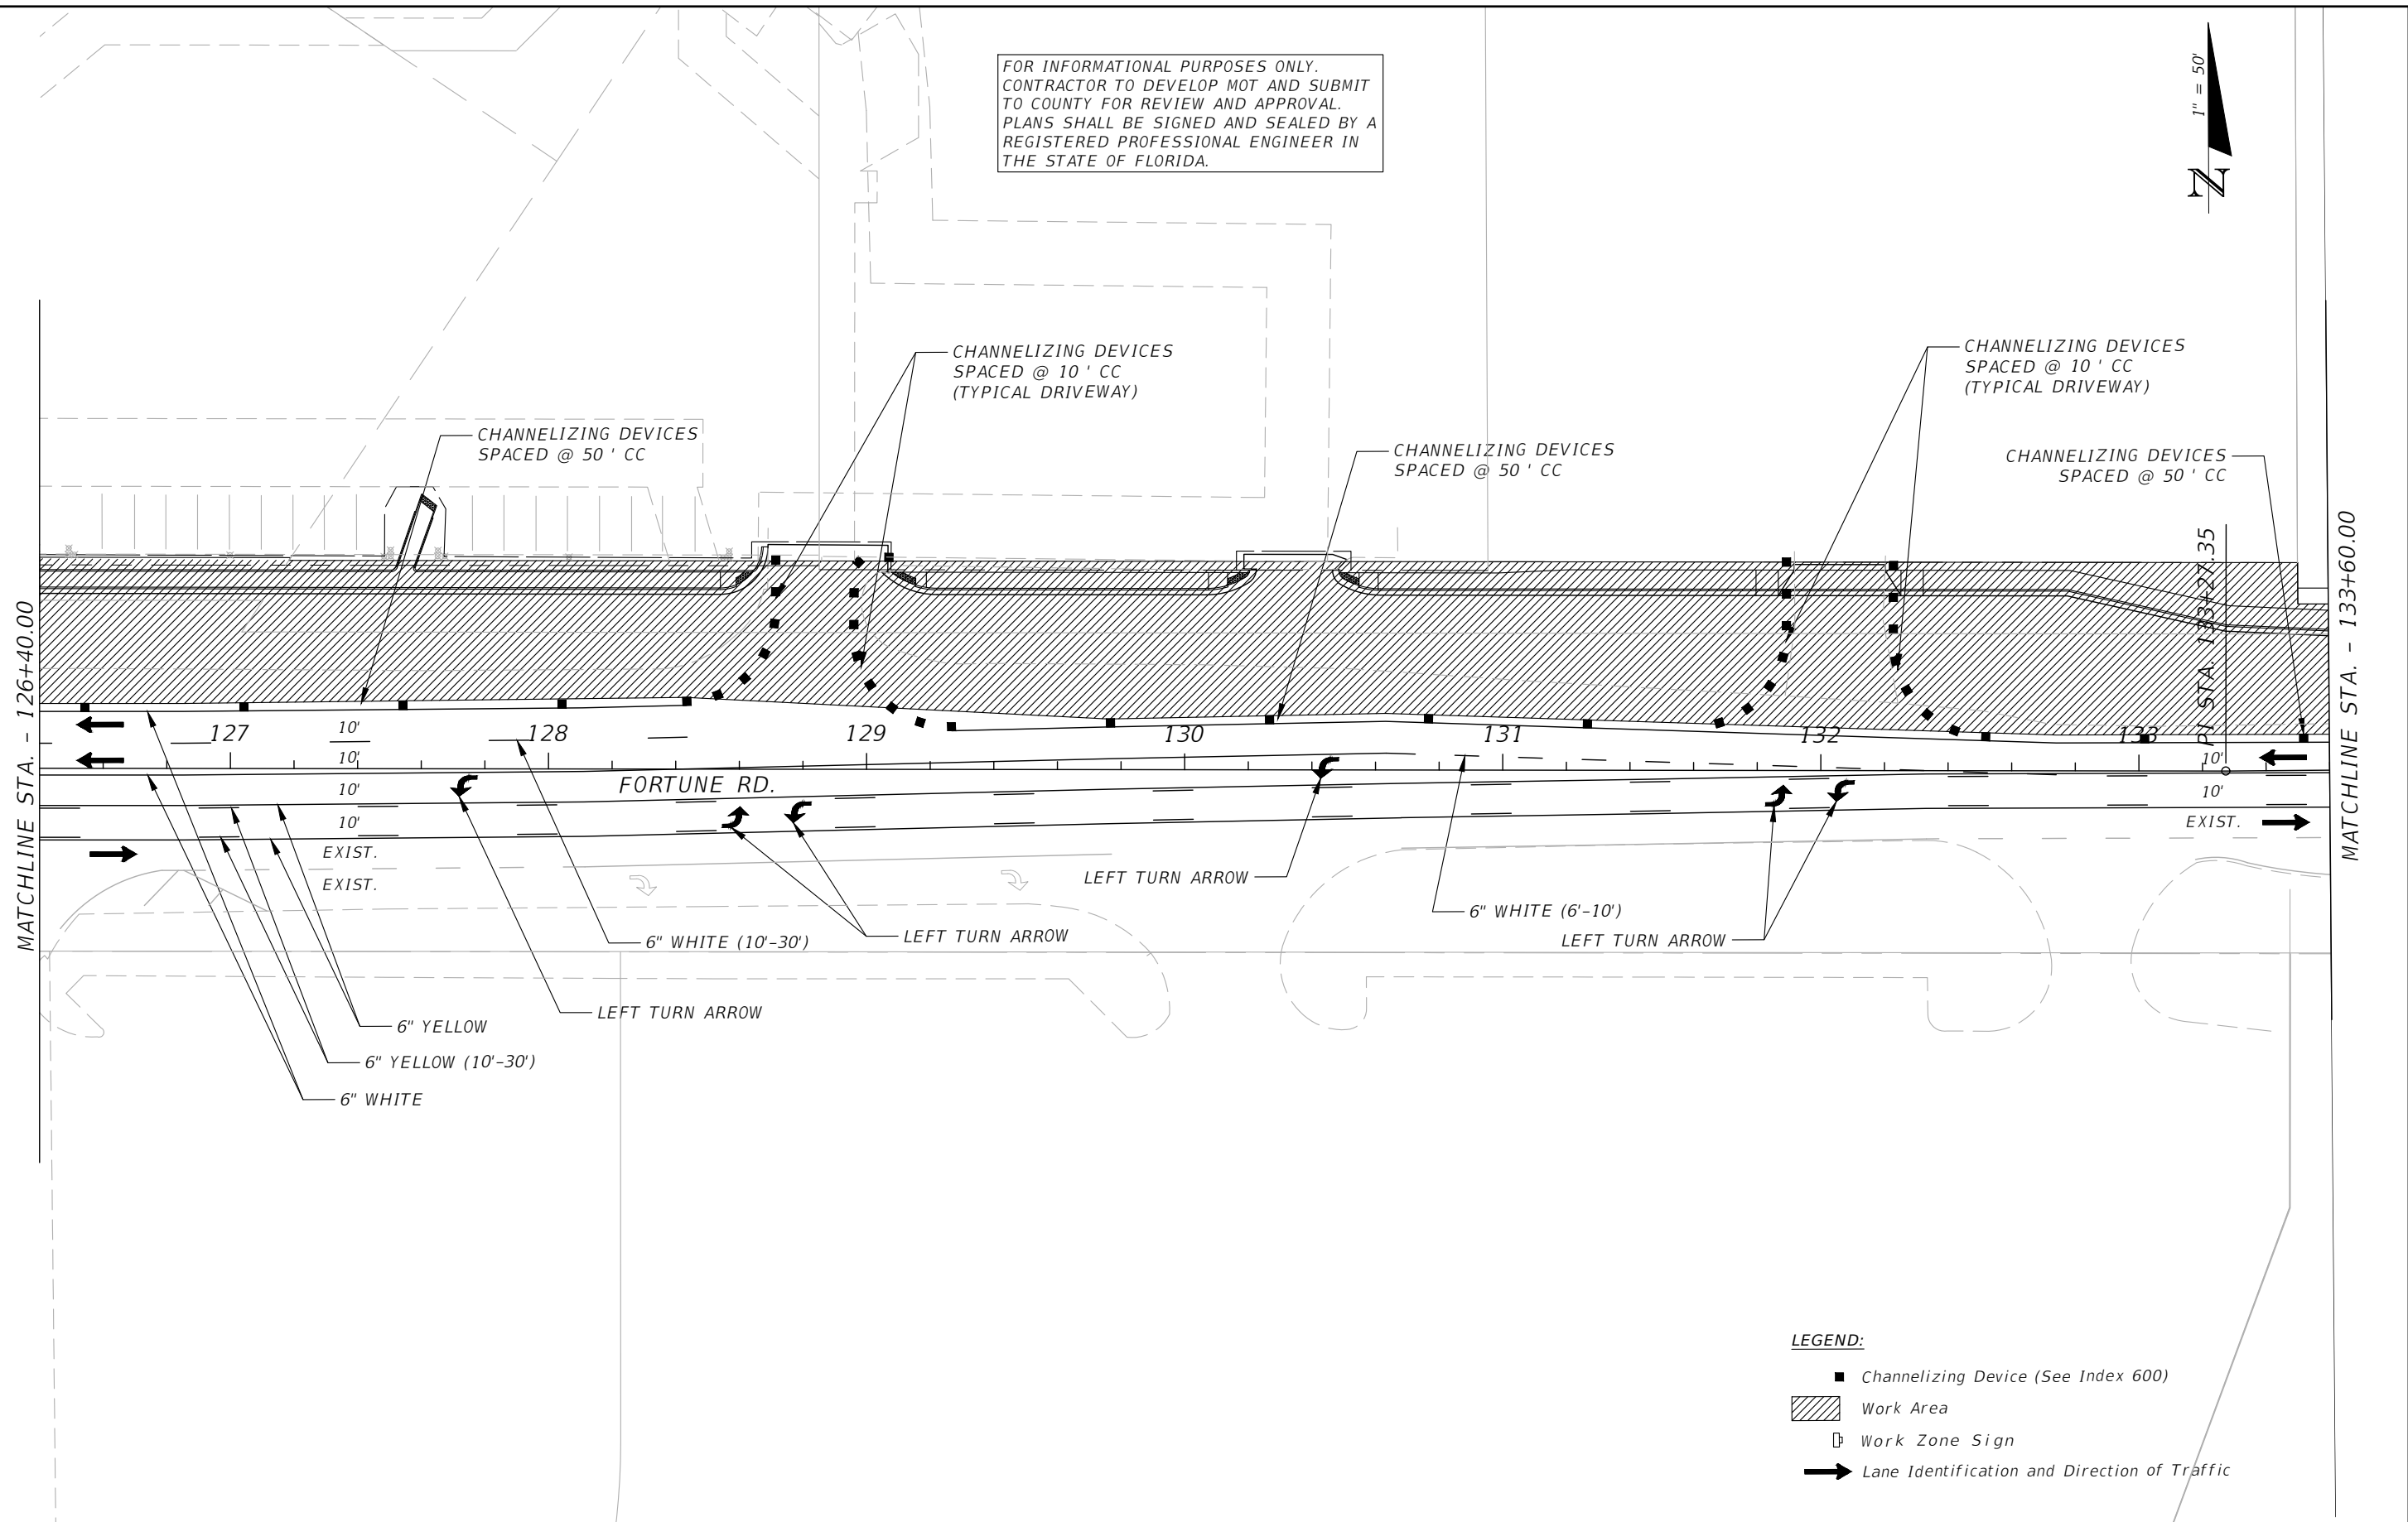 FOR INFORMATIONAL PURPOSES ONLY.
CONTRACTOR TO DEVELOP MOT AND SUBMIT
TO COUNTY FOR REVIEW AND APPROVAL.
PLANS SHALL BE SIGNED AND SEALED BY A
REGISTERED PROFESSIONAL ENGINEER IN
THE STATE OF FLORIDA.
1" = 50'
N
CHANNELIZING DEVICES
SPACED @ 10 ' CC
(TYPICAL DRIVEWAY)
CHANNELIZING DEVICES
SPACED @ 10 ' CC
(TYPICAL DRIVEWAY)
CHANNELIZING DEVICES
SPACED @ 50 ' CC
CHANNELIZING DEVICES
SPACED @ 50 ' CC
CHANNELIZING DEVICES
SPACED @ 50 ' CC
MATCHLINE STA. - 126+40.00
PI STA. 133+27.35
MATCHLINE STA. - 133+60.00
127
128
129
130
131
132
133
10'
10'
10'
10'
10'
10'
FORTUNE RD.
EXIST.
EXIST.
EXIST.
LEFT TURN ARROW
6" WHITE (6'-10')
LEFT TURN ARROW
LEFT TURN ARROW
6" WHITE (10'-30')
LEFT TURN ARROW
6" YELLOW
6" YELLOW (10'-30')
6" WHITE
LEGEND:
Channelizing Device (See Index 600)
Work Area
Work Zone Sign
Lane Identification and Direction of Traffic